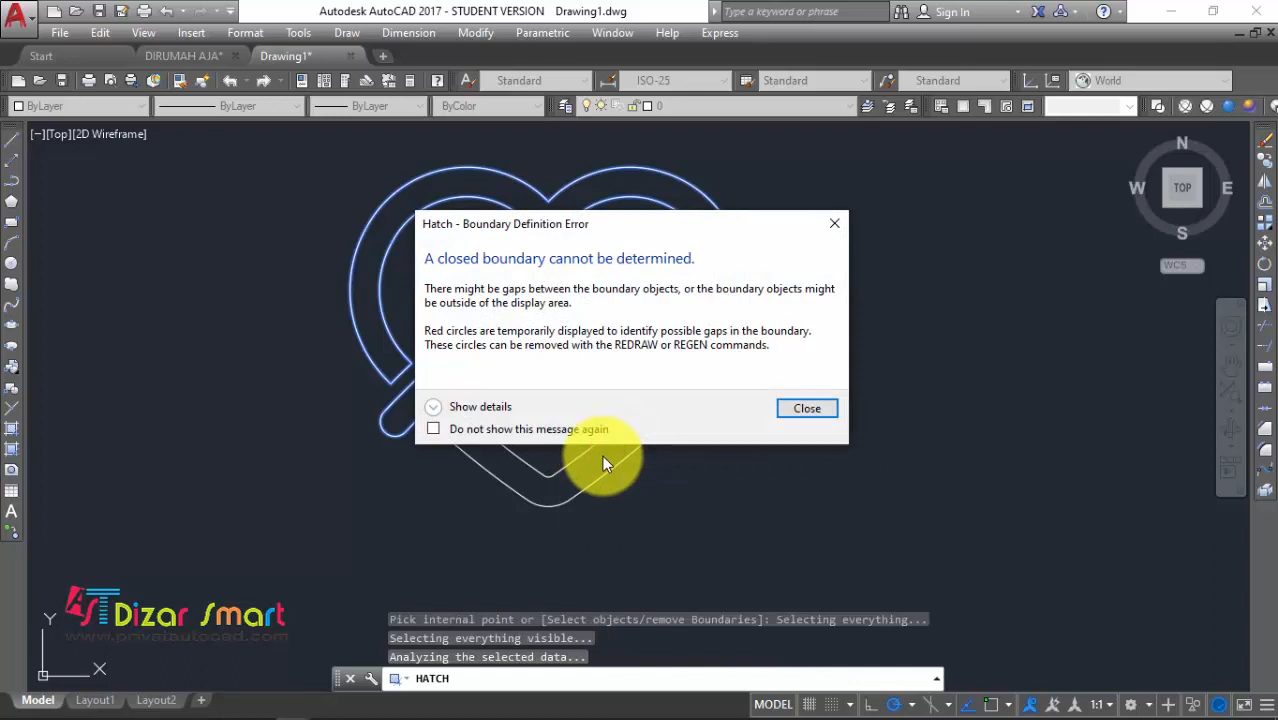 Autodesk AutoCAD 2017 - STUDENT VERSION Drawing1.dwg
Type a keyword or phrase
Sign In
File Edit View Insert Format Tools Draw Dimension Modify Parametric Window Help Express
Start DIRUMAH AJA* Drawing1*
Standard ISO-25 Standard Standard World
ByLayer ByLayer ByLayer ByColor 0
[−][Top][2D Wireframe]
N
W TOP E
S
WCS
Hatch - Boundary Definition Error
A closed boundary cannot be determined.
There might be gaps between the boundary objects, or the boundary objects might
be outside of the display area.
Red circles are temporarily displayed to identify possible gaps in the boundary.
These circles can be removed with the REDRAW or REGEN commands.
Show details
Close
Do not show this message again
Dizar Smart
www.privatautocad.com
Y
X
Pick internal point or [Select objects/remove Boundaries]: Selecting everything...
Selecting everything visible...
Analyzing the selected data...
HATCH
Model Layout1 Layout2 +
MODEL 1:1